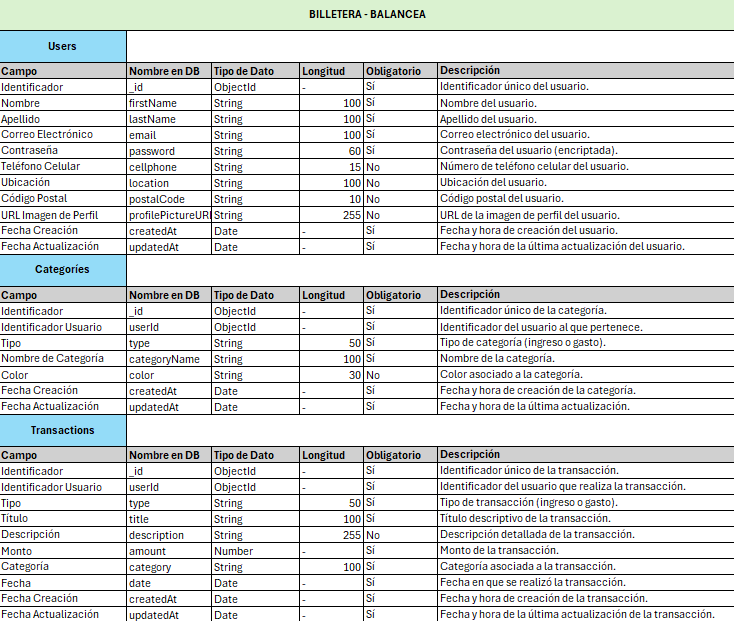 BILLETERA - BALANCEA
Users
Campo Nombre en DB Tipo de Dato Longitud Obligatorio Descripción
Identificador _id ObjectId - Sí Identificador único del usuario.
Nombre firstName String 100 Sí Nombre del usuario.
Apellido lastName String 100 Sí Apellido del usuario.
Correo Electrónico email String 100 Sí Correo electrónico del usuario.
Contraseña password String 60 Sí Contraseña del usuario (encriptada).
Teléfono Celular cellphone String 15 No Número de teléfono celular del usuario.
Ubicación location String 100 No Ubicación del usuario.
Código Postal postalCode String 10 No Código postal del usuario.
URL Imagen de Perfil profilePictureURl String 255 No URL de la imagen de perfil del usuario.
Fecha Creación createdAt Date - Sí Fecha y hora de creación del usuario.
Fecha Actualización updatedAt Date - Sí Fecha y hora de la última actualización del usuario.
Categoríes
Campo Nombre en DB Tipo de Dato Longitud Obligatorio Descripción
Identificador _id ObjectId - Sí Identificador único de la categoría.
Identificador Usuario userId ObjectId - Sí Identificador del usuario al que pertenece.
Tipo type String 50 Sí Tipo de categoría (ingreso o gasto).
Nombre de Categoría categoryName String 100 Sí Nombre de la categoría.
Color color String 30 No Color asociado a la categoría.
Fecha Creación createdAt Date - Sí Fecha y hora de creación de la categoría.
Fecha Actualización updatedAt Date - Sí Fecha y hora de la última actualización.
Transactions
Campo Nombre en DB Tipo de Dato Longitud Obligatorio Descripción
Identificador _id ObjectId - Sí Identificador único de la transacción.
Identificador Usuario userId ObjectId - Sí Identificador del usuario que realiza la transacción.
Tipo type String 50 Sí Tipo de transacción (ingreso o gasto).
Título title String 100 Sí Título descriptivo de la transacción.
Descripción description String 255 No Descripción detallada de la transacción.
Monto amount Number - Sí Monto de la transacción.
Categoría category String 100 Sí Categoría asociada a la transacción.
Fecha date Date - Sí Fecha en que se realizó la transacción.
Fecha Creación createdAt Date - Sí Fecha y hora de creación de la transacción.
Fecha Actualización updatedAt Date - Sí Fecha y hora de la última actualización de la transacción.